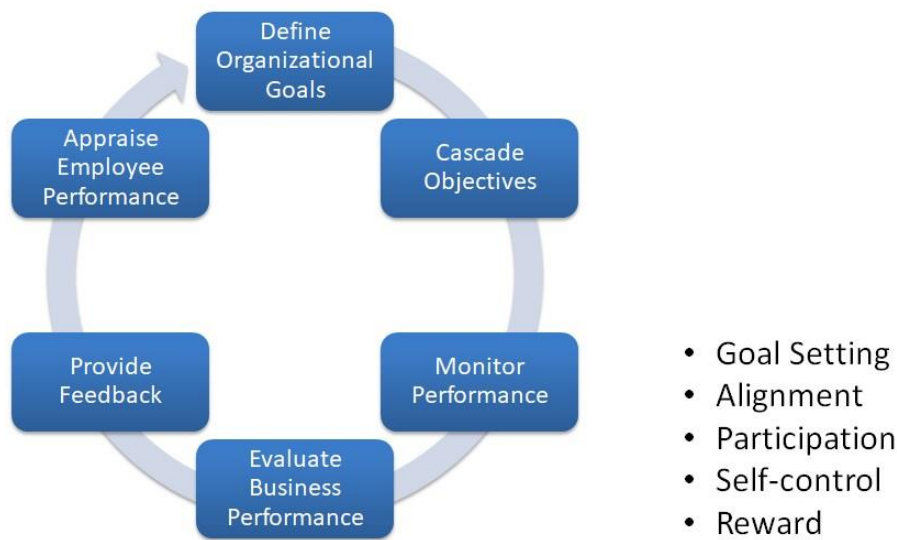 Define
Organizational
Goals
Cascade
Objectives
Monitor
Performance
Evaluate
Business
Performance
Provide
Feedback
Appraise
Employee
Performance
• Goal Setting
• Alignment
• Participation
• Self-control
• Reward